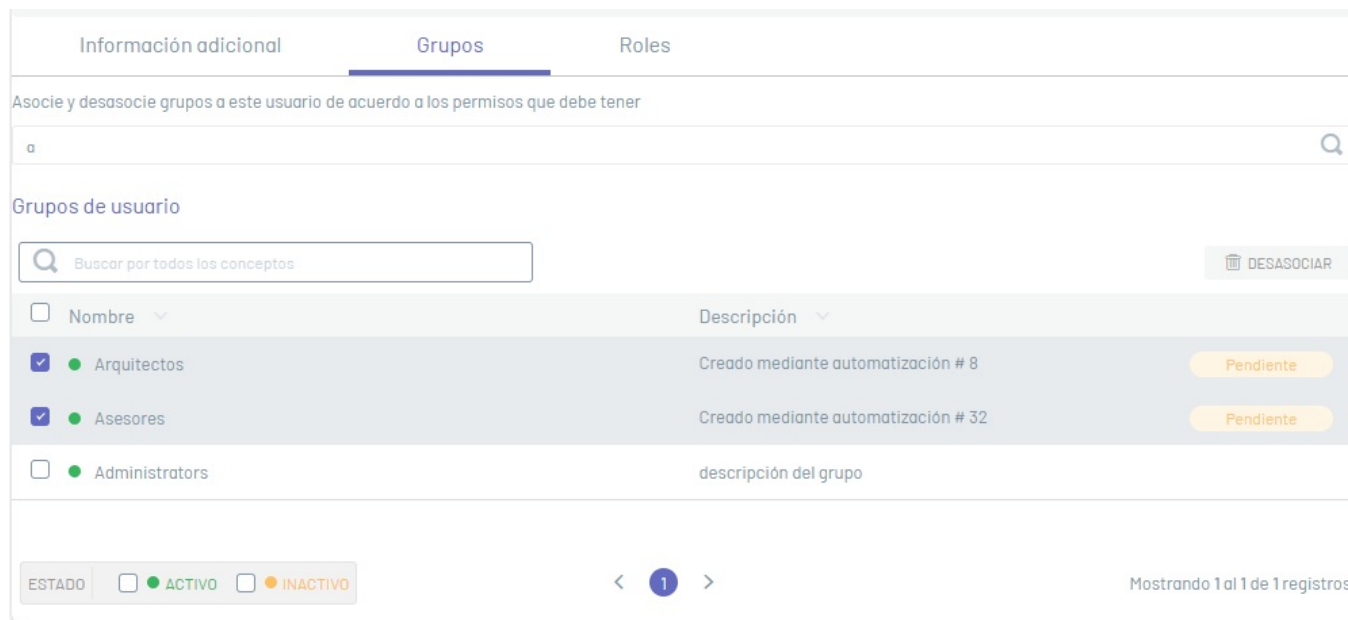 Información adicional Grupos Roles
Asocie y desasocie grupos a este usuario de acuerdo a los permisos que debe tener
a
Grupos de usuario
Buscar por todos los conceptos DESASOCIAR
Nombre Descripción
Arquitectos Creado mediante automatización # 8 Pendiente
Asesores Creado mediante automatización # 32 Pendiente
Administrators descripción del grupo
ESTADO ACTIVO INACTIVO 1 Mostrando 1 al 1 de 1 registros